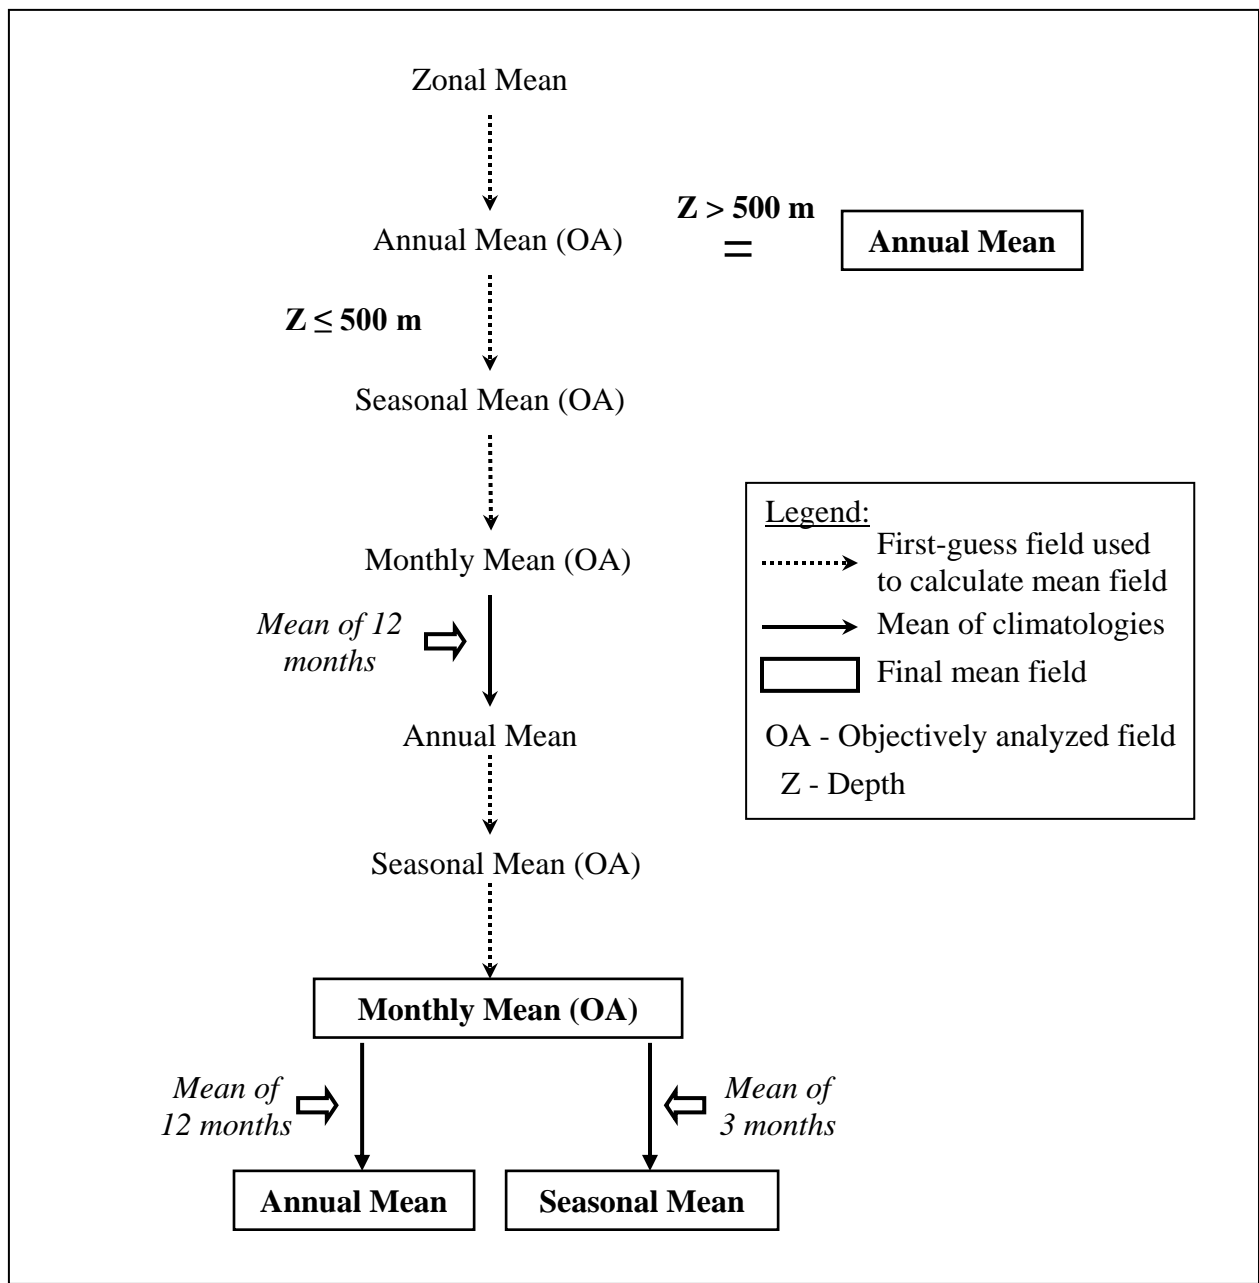 Zonal Mean
Annual Mean (OA)
Z > 500 m
=
Annual Mean
Z ≤ 500 m
Seasonal Mean (OA)
Monthly Mean (OA)
Mean of 12
months
Annual Mean
Seasonal Mean (OA)
Monthly Mean (OA)
Mean of
12 months
Mean of
3 months
Annual Mean
Seasonal Mean
Legend:
First-guess field used
to calculate mean field
Mean of climatologies
Final mean field
OA - Objectively analyzed field
Z - Depth